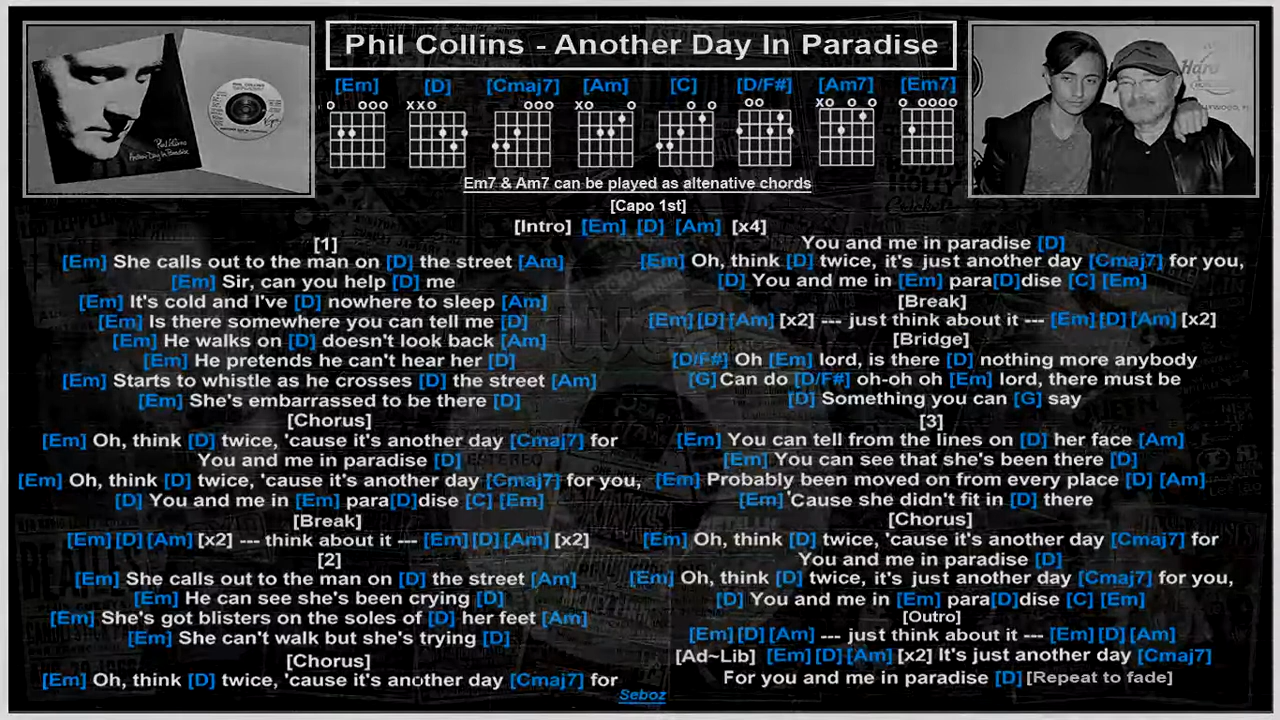 Phil Collins - Another Day In Paradise
[Em] [D] [Cmaj7] [Am] [C] [D/F#] [Am7] [Em7]
Em7 & Am7 can be played as altenative chords
[Capo 1st]
[Intro] [Em] [D] [Am] [x4]
[1]
[Em] She calls out to the man on [D] the street [Am]
[Em] Sir, can you help [D] me
[Em] It's cold and I've [D] nowhere to sleep [Am]
[Em] Is there somewhere you can tell me [D]
[Em] He walks on [D] doesn't look back [Am]
[Em] He pretends he can't hear her [D]
[Em] Starts to whistle as he crosses [D] the street [Am]
[Em] She's embarrassed to be there [D]
[Chorus]
[Em] Oh, think [D] twice, 'cause it's another day [Cmaj7] for
You and me in paradise [D]
[Em] Oh, think [D] twice, 'cause it's another day [Cmaj7] for you,
[D] You and me in [Em] para[D]dise [C] [Em]
[Break]
[Em] [D] [Am] [x2] --- think about it --- [Em] [D] [Am] [x2]
[2]
[Em] She calls out to the man on [D] the street [Am]
[Em] He can see she's been crying [D]
[Em] She's got blisters on the soles of [D] her feet [Am]
[Em] She can't walk but she's trying [D]
[Chorus]
[Em] Oh, think [D] twice, 'cause it's another day [Cmaj7] for
You and me in paradise [D]
[Em] Oh, think [D] twice, it's just another day [Cmaj7] for you,
[D] You and me in [Em] para[D]dise [C] [Em]
[Break]
[Em] [D] [Am] [x2] --- just think about it --- [Em] [D] [Am] [x2]
[Bridge]
[D/F#] Oh [Em] lord, is there [D] nothing more anybody
[G] Can do [D/F#] oh-oh oh [Em] lord, there must be
[D] Something you can [G] say
[3]
[Em] You can tell from the lines on [D] her face [Am]
[Em] You can see that she's been there [D]
[Em] Probably been moved on from every place [D] [Am]
[Em] 'Cause she didn't fit in [D] there
[Chorus]
[Em] Oh, think [D] twice, 'cause it's another day [Cmaj7] for
You and me in paradise [D]
[Em] Oh, think [D] twice, it's just another day [Cmaj7] for you,
[D] You and me in [Em] para[D]dise [C] [Em]
[Outro]
[Em] [D] [Am] --- just think about it --- [Em] [D] [Am]
[Ad~Lib] [Em] [D] [Am] [x2] It's just another day [Cmaj7]
For you and me in paradise [D] [Repeat to fade]
Seboz